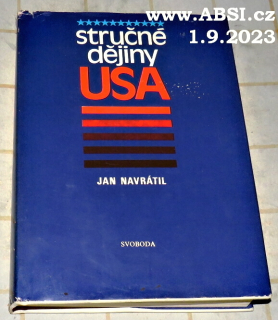 www.ABSI.cz
1.9.2023
stručné
dějiny
USA
JAN NAVRÁTIL
SVOBODA